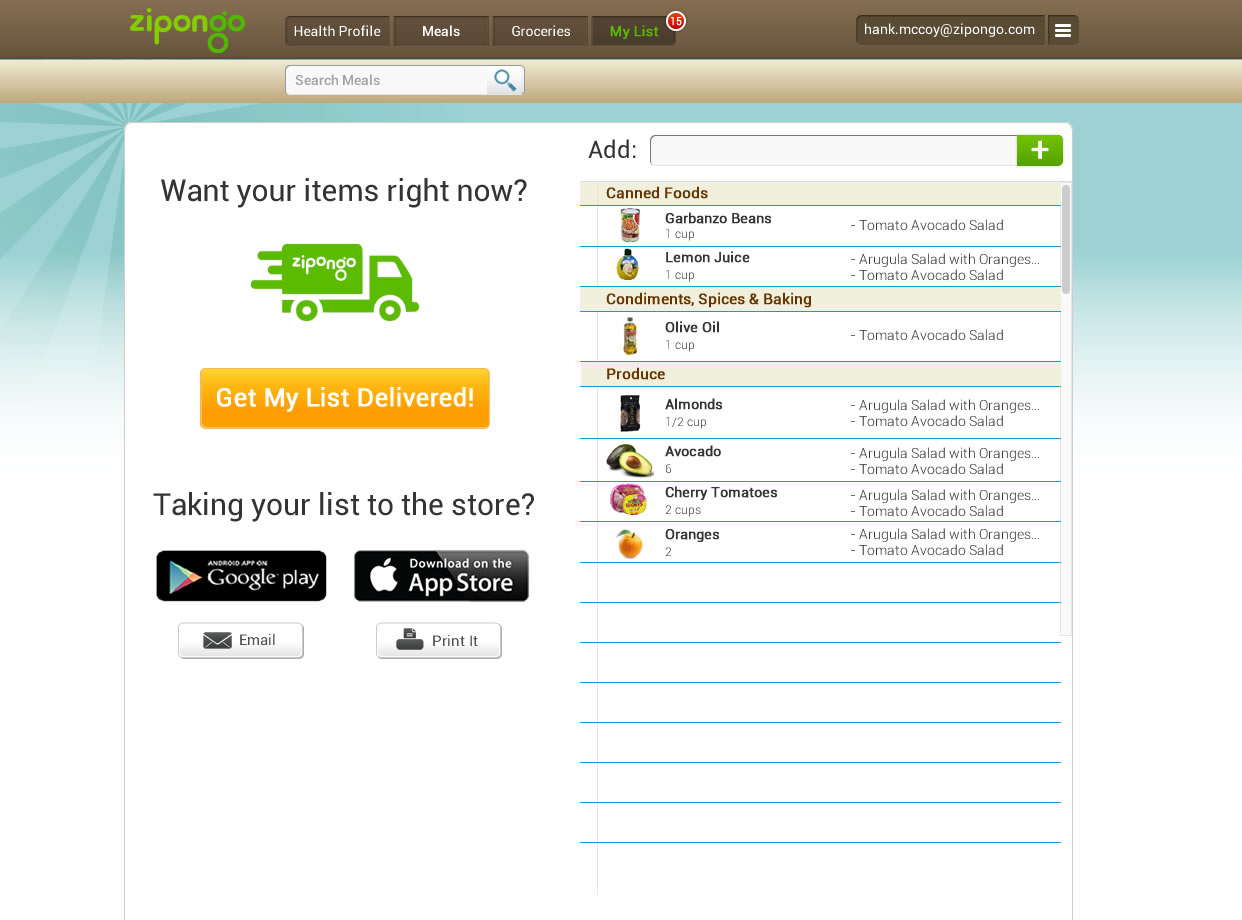 zipongo
Health Profile
Meals
Groceries
My List
15
hank.mccoy@zipongo.com
Search Meals
Want your items right now?
zipongo
Get My List Delivered!
Taking your list to the store?
ANDROID APP ON
Google play
Download on the
App Store
Email
Print It
Add:
Canned Foods
Garbanzo Beans
1 cup
- Tomato Avocado Salad
Lemon Juice
1 cup
- Arugula Salad with Oranges...
- Tomato Avocado Salad
Condiments, Spices & Baking
Olive Oil
1 cup
- Tomato Avocado Salad
Produce
Almonds
1/2 cup
- Arugula Salad with Oranges...
- Tomato Avocado Salad
Avocado
6
- Arugula Salad with Oranges...
- Tomato Avocado Salad
Cherry Tomatoes
2 cups
- Arugula Salad with Oranges...
- Tomato Avocado Salad
Oranges
2
- Arugula Salad with Oranges...
- Tomato Avocado Salad